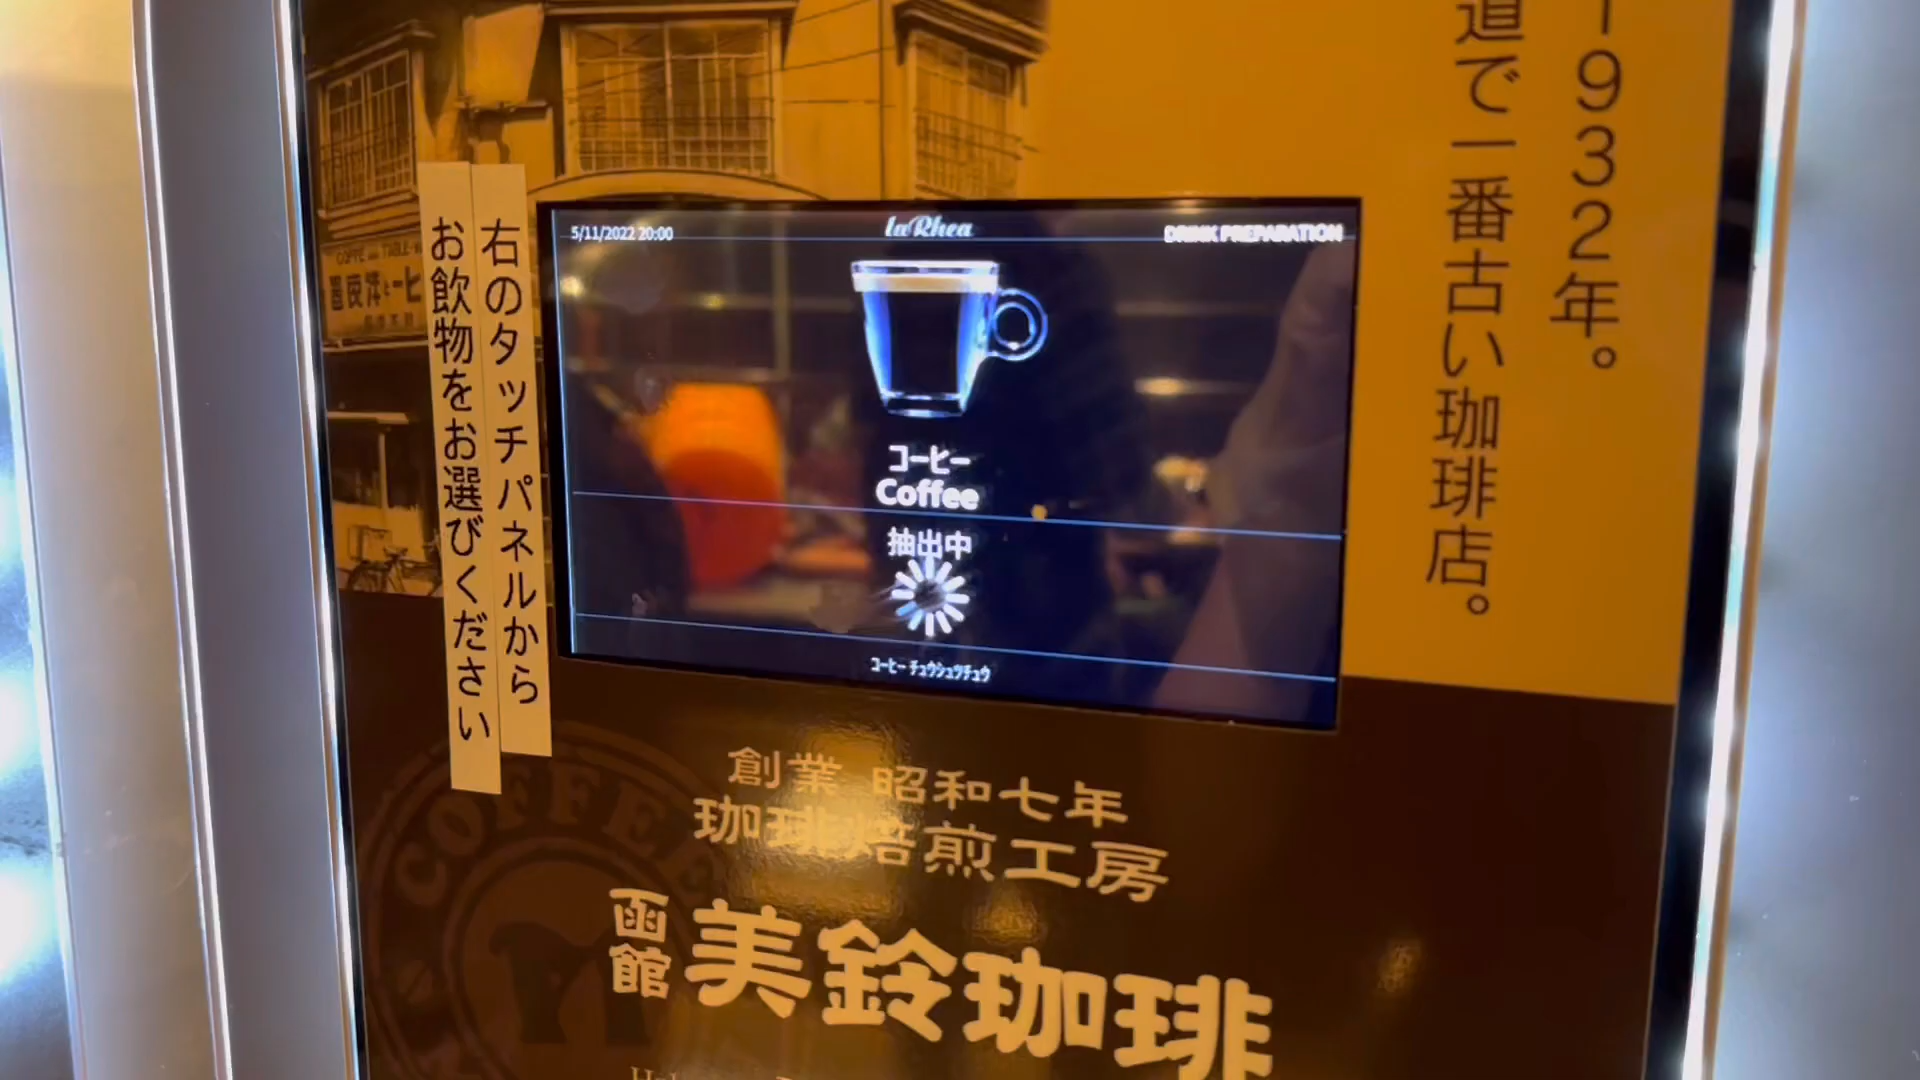 1932年。
道で一番古い珈琲店。
右のタッチパネルから
お飲物をお選びください
5/11/2022 20:00
LaRhea
DRINK PREPARATION
コーヒー
Coffee
抽出中
コーヒー チュウシュツチュウ
創業 昭和七年
珈琲焙煎工房
函館
美鈴珈琲
COFFEE